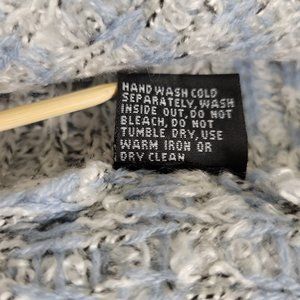 HAND WASH COLD
SEPARATELY, WASH
INSIDE OUT, DO NOT
BLEACH, DO NOT
TUMBLE DRY, USE
WARM IRON OR
DRY CLEAN